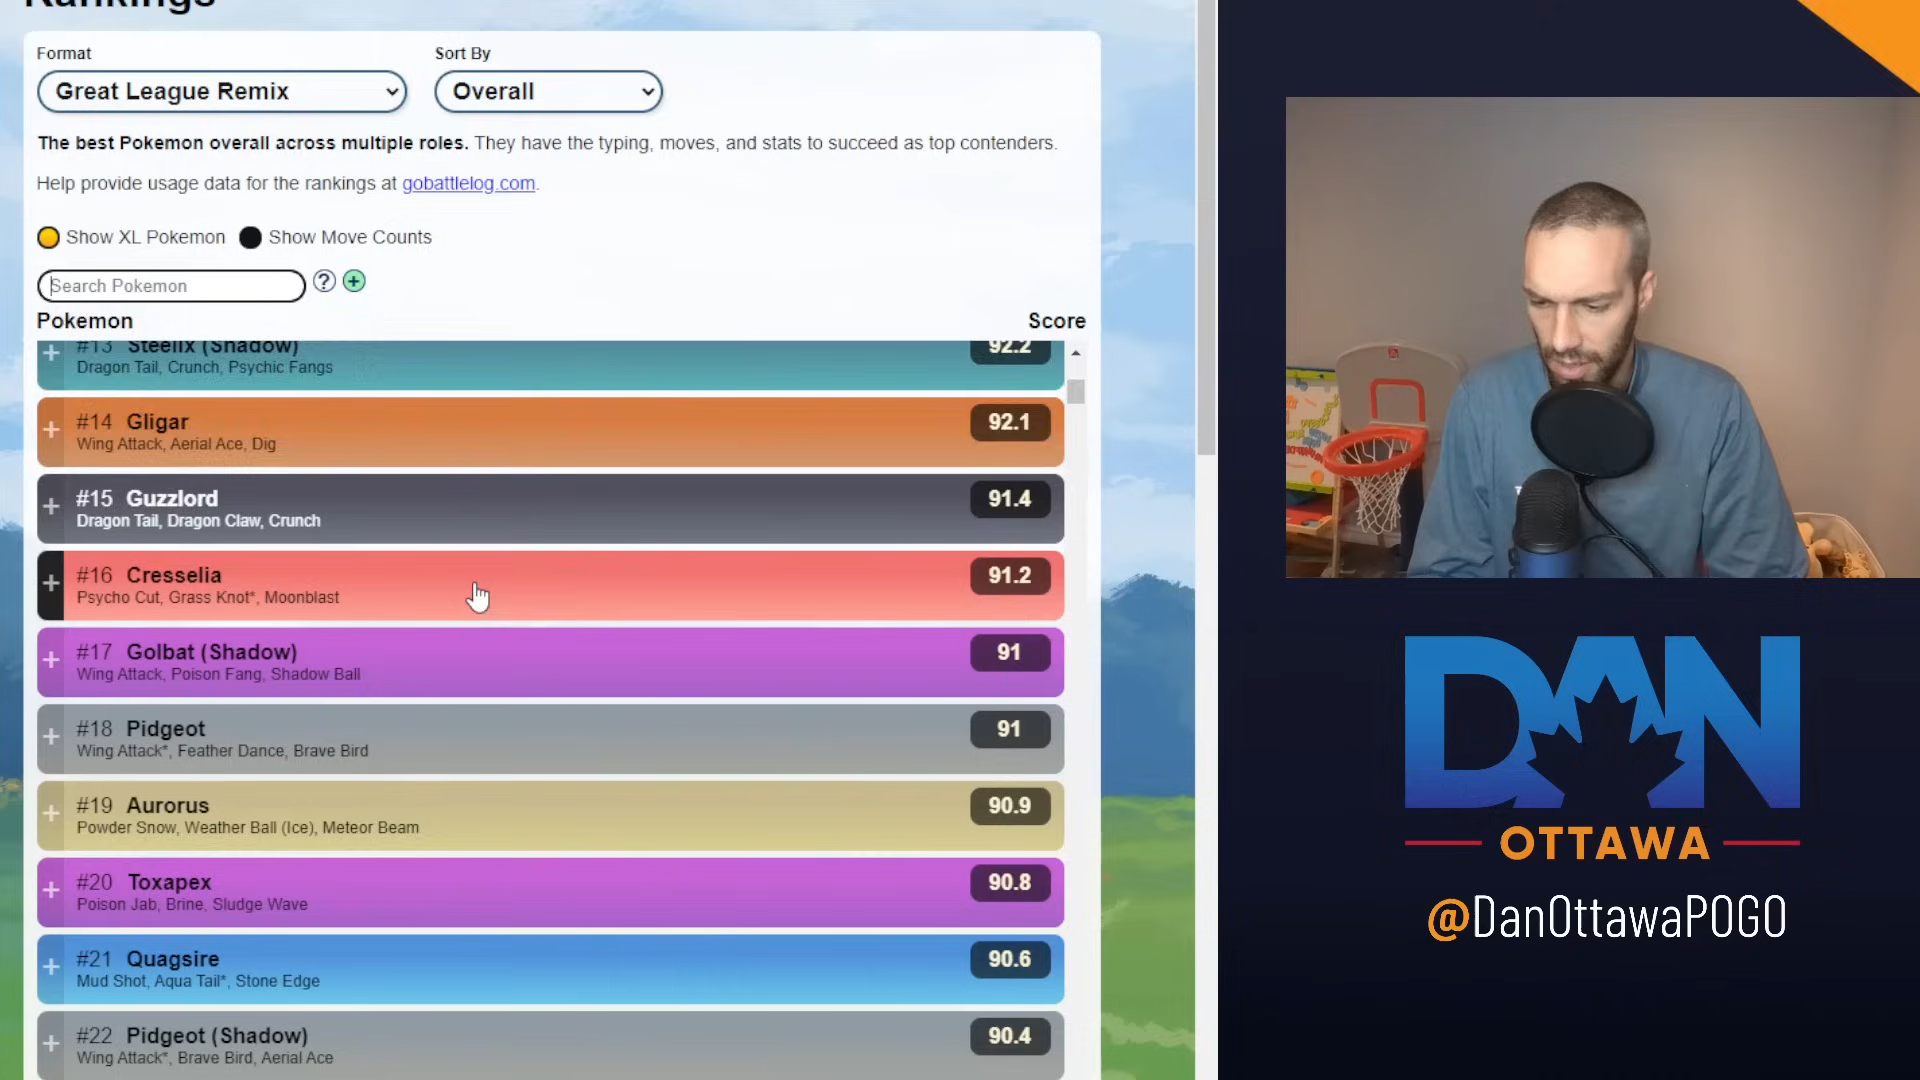 Rankings
Format
Sort By
Great League Remix
Overall
The best Pokemon overall across multiple roles. They have the typing, moves, and stats to succeed as top contenders.
Help provide usage data for the rankings at gobattlelog.com.
Show XL Pokemon
Show Move Counts
Search Pokemon
?
+
Pokemon
Score
+ #13 Steelix (Shadow) 92.2
Dragon Tail, Crunch, Psychic Fangs
+ #14 Gligar 92.1
Wing Attack, Aerial Ace, Dig
+ #15 Guzzlord 91.4
Dragon Tail, Dragon Claw, Crunch
+ #16 Cresselia 91.2
Psycho Cut, Grass Knot*, Moonblast
+ #17 Golbat (Shadow) 91
Wing Attack, Poison Fang, Shadow Ball
+ #18 Pidgeot 91
Wing Attack*, Feather Dance, Brave Bird
+ #19 Aurorus 90.9
Powder Snow, Weather Ball (Ice), Meteor Beam
+ #20 Toxapex 90.8
Poison Jab, Brine, Sludge Wave
+ #21 Quagsire 90.6
Mud Shot, Aqua Tail*, Stone Edge
+ #22 Pidgeot (Shadow) 90.4
Wing Attack*, Brave Bird, Aerial Ace
DAN
OTTAWA
@DanOttawaPOGO